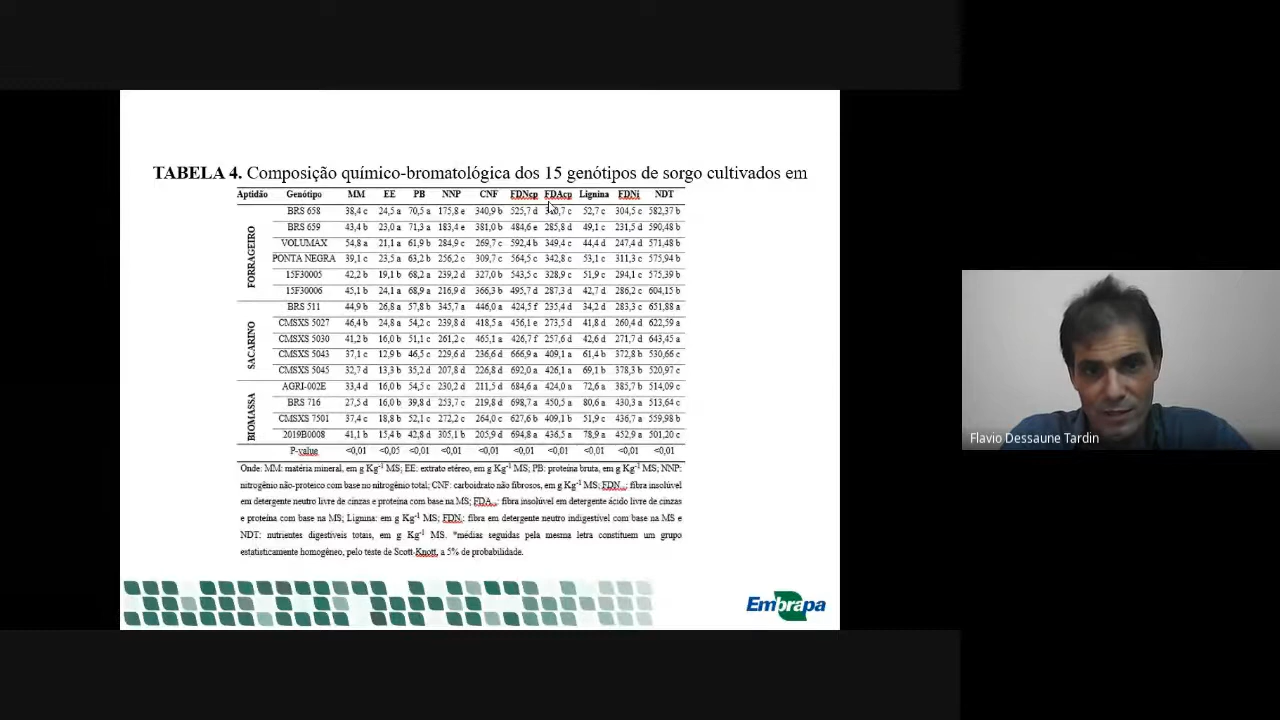 TABELA 4. Composição químico-bromatológica dos 15 genótipos de sorgo cultivados em
Aptidão Genótipo MM EE PB NNP CNF FDNcp FDAcp Lignina FDNi NDT
FORRAGEIRO
BRS 658 38,4 c 24,5 a 70,5 a 175,8 e 340,9 b 525,7 d 52,7 c 304,5 c 582,37 b
BRS 659 43,4 b 23,0 a 71,3 a 183,4 e 381,0 b 484,6 e 285,8 d 49,1 c 231,5 d 590,48 b
VOLUMAX 54,8 a 21,1 a 61,9 b 284,9 c 269,7 c 592,4 b 349,4 c 44,4 d 247,4 d 571,48 b
PONTA NEGRA 39,1 c 23,5 a 63,2 b 256,2 c 309,7 c 564,5 c 342,8 c 53,1 c 311,3 c 575,94 b
15F30005 42,2 b 19,1 b 68,2 a 239,2 d 327,0 b 543,5 c 328,9 c 51,9 c 294,1 c 575,39 b
15F30006 45,1 b 24,1 a 68,9 a 216,9 d 366,3 b 495,7 d 287,3 d 42,7 d 286,2 c 604,15 b
SACARINO
BRS 511 44,9 b 26,8 a 57,8 b 345,7 a 446,0 a 424,5 f 235,4 d 34,2 d 283,3 c 651,88 a
CMSXS 5027 46,4 b 24,8 a 54,2 c 239,8 d 418,5 a 456,1 e 273,5 d 41,8 d 260,4 d 622,59 a
CMSXS 5030 41,2 b 16,0 b 51,1 c 261,2 c 465,1 a 426,7 f 257,6 d 42,6 d 271,7 d 643,45 a
CMSXS 5043 37,1 c 12,9 b 46,5 c 229,6 d 236,6 d 666,9 a 409,1 a 61,4 b 372,8 b 530,66 c
CMSXS 5045 32,7 d 13,3 b 35,2 d 207,8 d 226,8 d 692,0 a 426,1 a 69,1 b 378,3 b 520,97 c
BIOMASSA
AGRI-002E 33,4 d 16,0 b 54,5 c 230,2 d 211,5 d 684,6 a 424,0 a 72,6 a 385,7 b 514,09 c
BRS 716 27,5 d 16,0 b 39,8 d 253,7 c 219,8 d 698,7 a 450,5 a 80,6 a 430,3 a 513,64 c
CMSXS 7501 37,4 c 18,8 b 52,1 c 272,2 c 264,0 c 627,6 b 409,1 b 51,9 c 436,7 a 559,98 b
2019B0008 41,1 b 15,4 b 42,8 d 305,1 b 205,9 d 694,8 a 436,5 a 78,9 a 452,9 a 501,20 c
P-value <0,01 <0,05 <0,01 <0,01 <0,01 <0,01 <0,01 <0,01 <0,01 <0,01
Onde: MM: matéria mineral, em g Kg-1 MS; EE: extrato etéreo, em g Kg-1 MS; PB: proteína bruta, em g Kg-1 MS; NNP:
nitrogênio não-proteico com base no nitrogênio total; CNF: carboidrato não fibrosos, em g Kg-1 MS; FDN: fibra insolúvel
em detergente neutro livre de cinzas e proteína com base na MS; FDA: fibra insolúvel em detergente ácido livre de cinzas
e proteína com base na MS; Lignina: em g Kg-1 MS; FDNi: fibra em detergente neutro indigestível com base na MS e
NDT: nutrientes digestíveis totais, em g Kg-1 MS. *médias seguidas pela mesma letra constituem um grupo
estatisticamente homogêneo, pelo teste de Scott-Knott, a 5% de probabilidade.
Embrapa
Flavio Dessaune Tardin